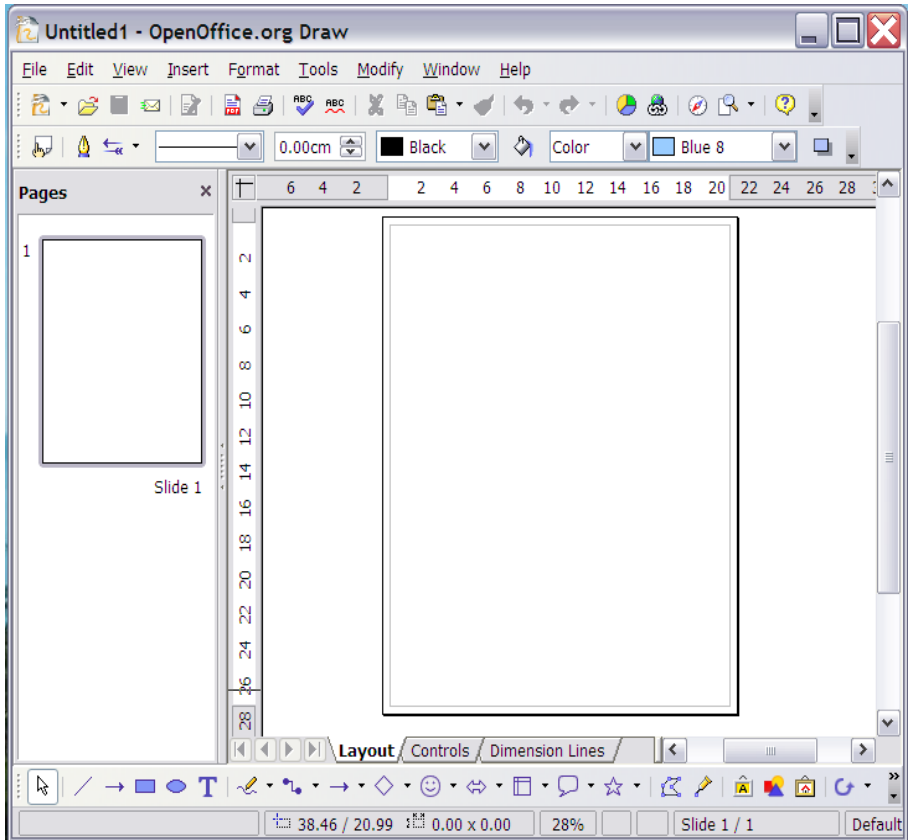 Untitled1 - OpenOffice.org Draw
File Edit View Insert Format Tools Modify Window Help
ABC ABC
0.00cm Black Color Blue 8
Pages
6 4 2 2 4 6 8 10 12 14 16 18 20 22 24 26 28
1
Slide 1
2
4
6
8
10
12
14
16
18
20
22
24
26
28
Layout Controls Dimension Lines
T A
38.46 / 20.99 0.00 x 0.00 28% Slide 1 / 1 Default